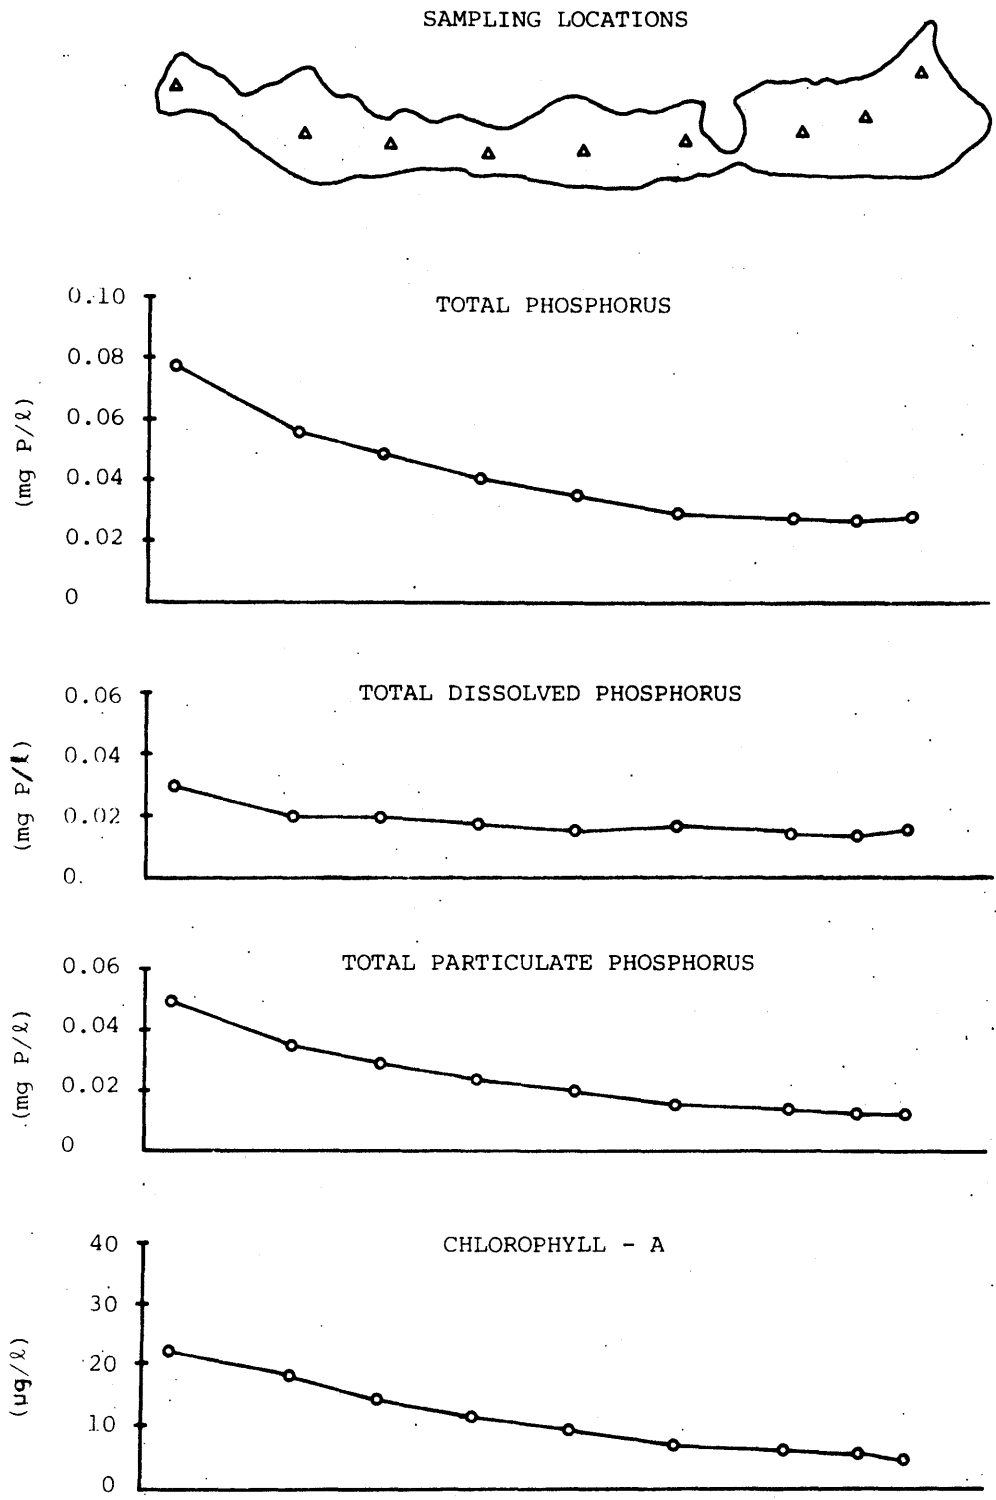 SAMPLING LOCATIONS
TOTAL PHOSPHORUS
(mg P/ℓ)
0.10
0.08
0.06
0.04
0.02
0
TOTAL DISSOLVED PHOSPHORUS
(mg P/ℓ)
0.06
0.04
0.02
0.
TOTAL PARTICULATE PHOSPHORUS
(mg P/ℓ)
0.06
0.04
0.02
0
CHLOROPHYLL - A
(µg/ℓ)
40
30
20
10
0